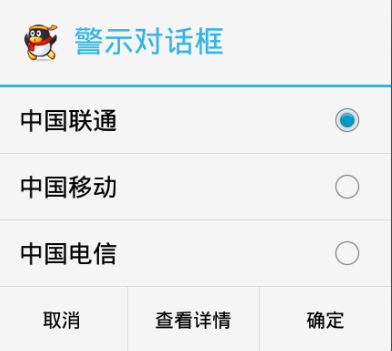 警示对话框
中国联通
中国移动
中国电信
取消 查看详情 确定